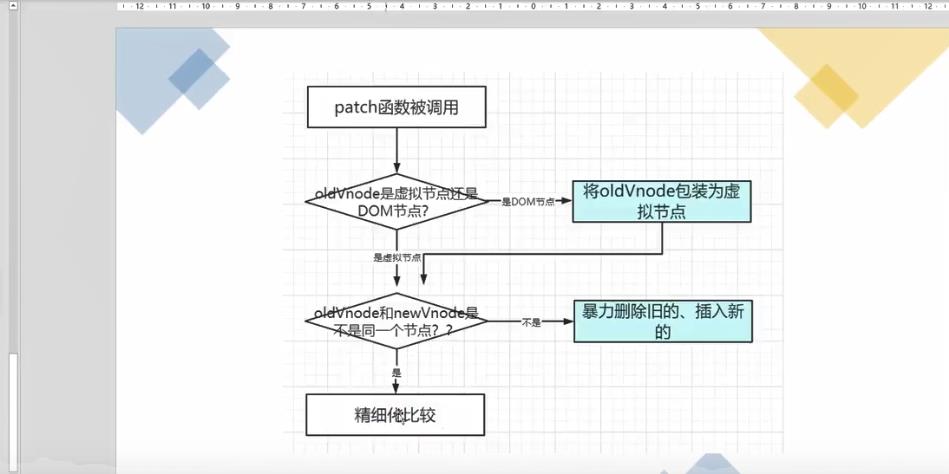 12 11 10 9 8 7 6 5 4 3 2 1 0 1 2 3 4 5 6 7 8 9 10 11 12
patch函数被调用
oldVnode是虚拟节点还是
DOM节点?
是DOM节点
将oldVnode包装为虚
拟节点
是虚拟节点
oldVnode和newVnode是
不是同一个节点？?
不是
暴力删除旧的、插入新
的
是
精细化比较